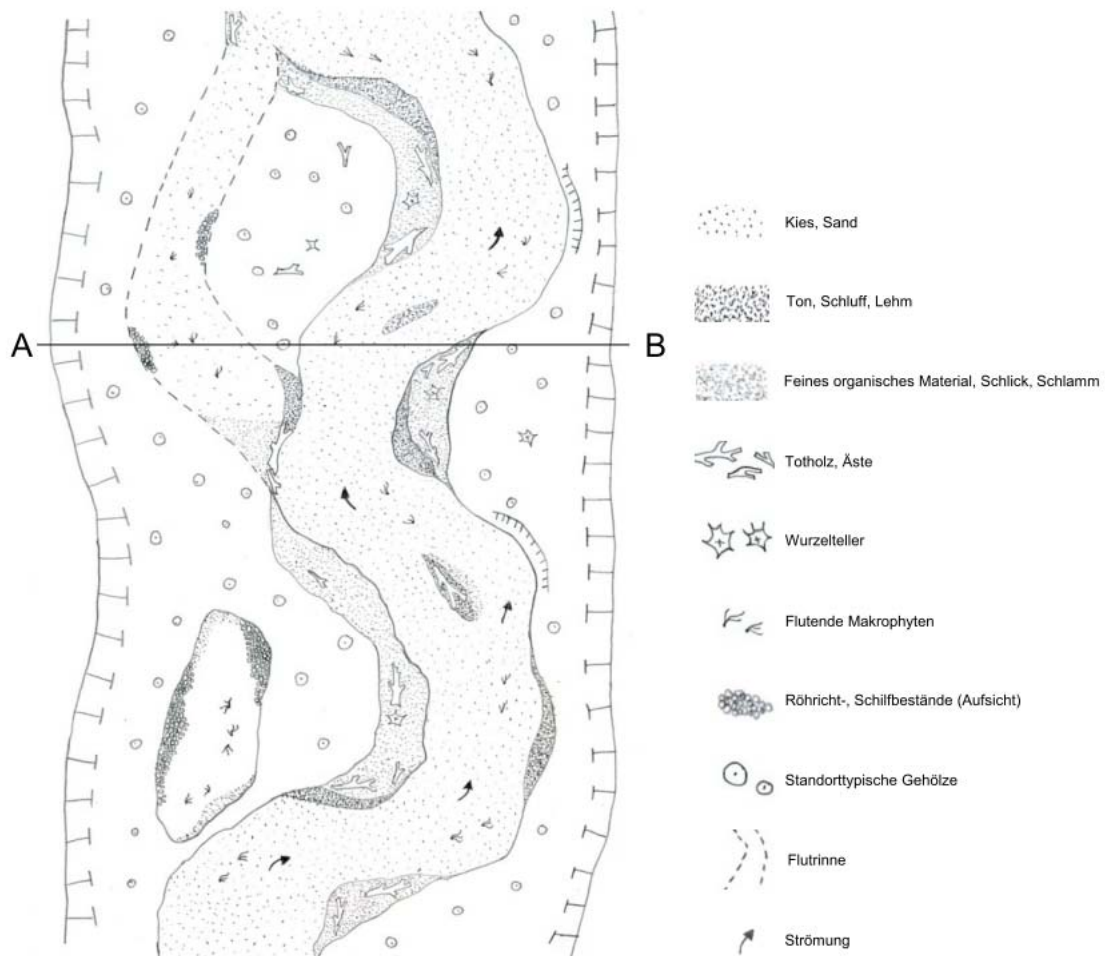 A
B
Kies, Sand
Ton, Schluff, Lehm
Feines organisches Material, Schlick, Schlamm
Totholz, Äste
Wurzelteller
Flutende Makrophyten
Röhricht-, Schilfbestände (Aufsicht)
Standorttypische Gehölze
Flutrinne
Strömung